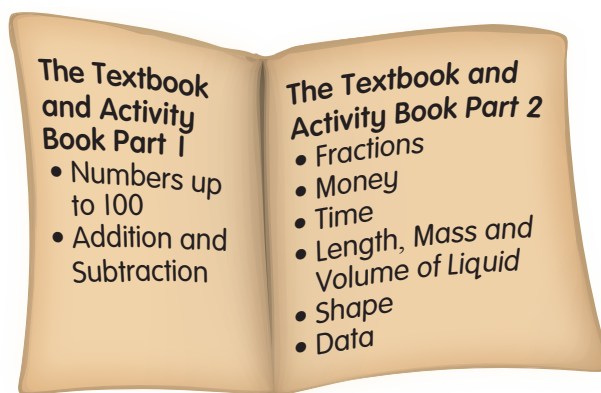 The Textbook
and Activity
Book Part 1
• Numbers up
to 100
• Addition and
Subtraction
The Textbook and
Activity Book Part 2
• Fractions
• Money
• Time
• Length, Mass and
Volume of Liquid
• Shape
• Data